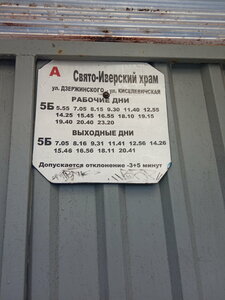 А
Свято-Иверский храм
ул. ДЗЕРЖИНСКОГО - ул. КИСЕЛЕВИЧСКАЯ
РАБОЧИЕ ДНИ
5Б 5.55 7.05 8.15 9.30 11.40 12.55
14.25 15.45 16.55 18.10 19.15
19.40 20.40 23.20
ВЫХОДНЫЕ ДНИ
5Б 7.05 8.16 9.31 11.41 12.56 14.26
15.46 16.56 18.11 20.41
Допускается отклонение -3+5 минут